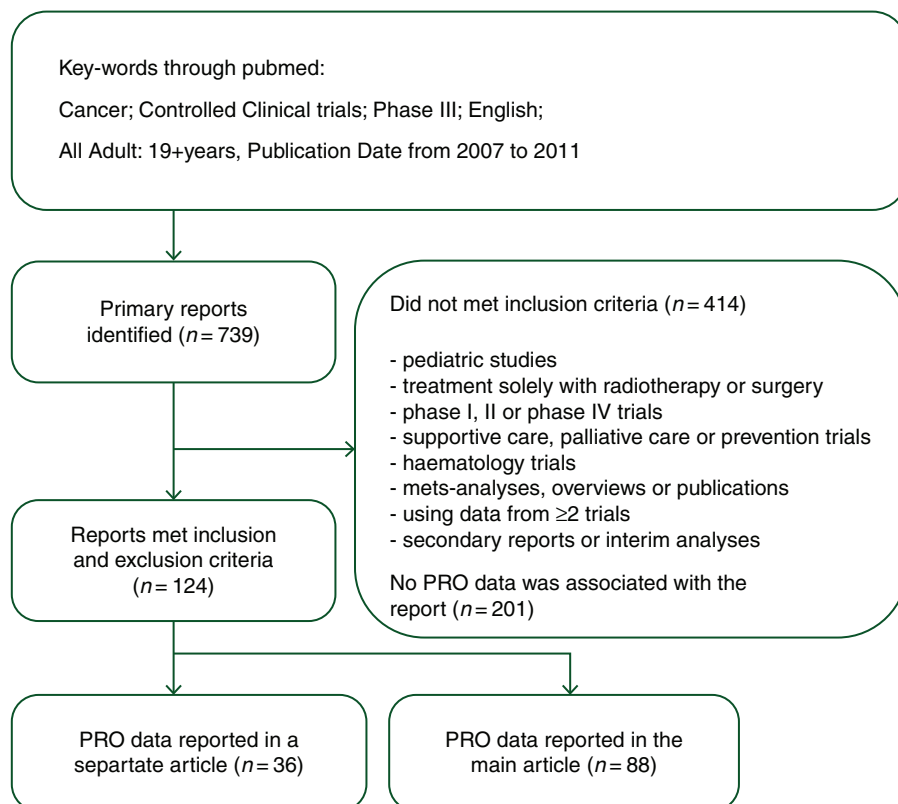 Key-words through pubmed:
Cancer; Controlled Clinical trials; Phase III; English;
All Adult: 19+years, Publication Date from 2007 to 2011
Primary reports
identified (n = 739)
Did not met inclusion criteria (n = 414)
- pediatric studies
- treatment solely with radiotherapy or surgery
- phase I, II or phase IV trials
- supportive care, palliative care or prevention trials
- haematology trials
- mets-analyses, overviews or publications
- using data from ≥2 trials
- secondary reports or interim analyses
No PRO data was associated with the
report (n = 201)
Reports met inclusion
and exclusion criteria
(n = 124)
PRO data reported in a
separtate article (n = 36)
PRO data reported in the
main article (n = 88)